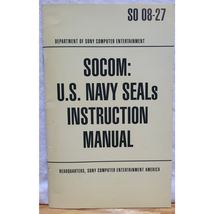 SO 08-27
DEPARTMENT OF SONY COMPUTER ENTERTAINMENT
SOCOM:
U.S. NAVY SEALs
INSTRUCTION
MANUAL
HEADQUARTERS, SONY COMPUTER ENTERTAINMENT AMERICA